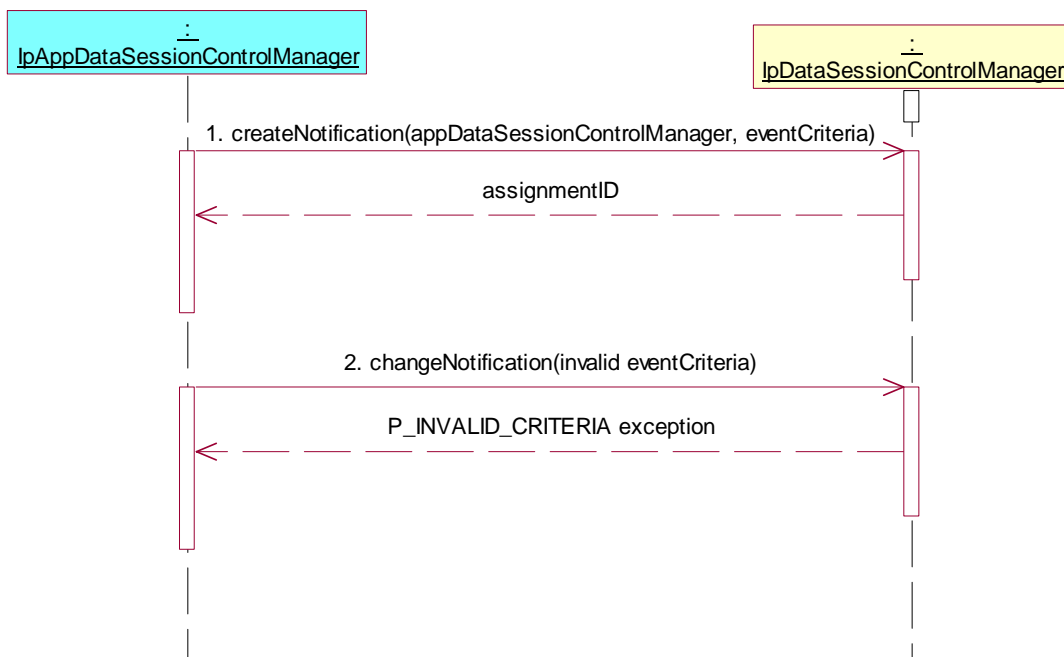 :
IpAppDataSessionControlManager
:
IpDataSessionControlManager
1. createNotification(appDataSessionControlManager, eventCriteria)
assignmentID
2. changeNotification(invalid eventCriteria)
P_INVALID_CRITERIA exception